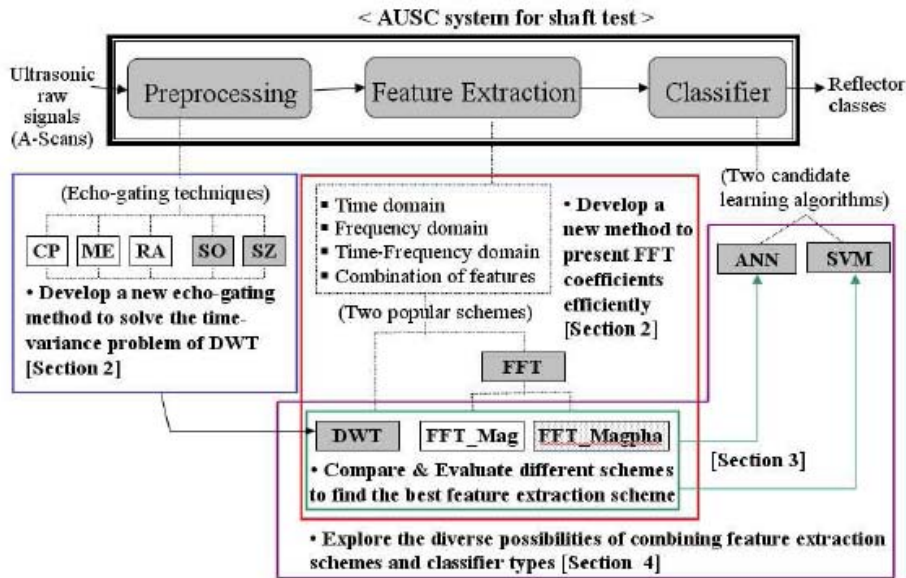 < AUSC system for shaft test >
Ultrasonic
raw
signals
(A-Scans)
Preprocessing
Feature Extraction
Classifier
Reflector
classes
(Echo-gating techniques)
CP
ME
RA
SO
SZ
• Develop a new echo-gating
method to solve the time-
variance problem of DWT
[Section 2]
▪ Time domain
▪ Frequency domain
▪ Time-Frequency domain
▪ Combination of features
(Two popular schemes)
• Develop a
new method to
present FFT
coefficients
efficiently
[Section 2]
(Two candidate
learning algorithms)
ANN
SVM
FFT
DWT
FFT_Mag
FFT_Magpha
• Compare & Evaluate different schemes
to find the best feature extraction scheme
[Section 3]
• Explore the diverse possibilities of combining feature extraction
schemes and classifier types [Section 4]